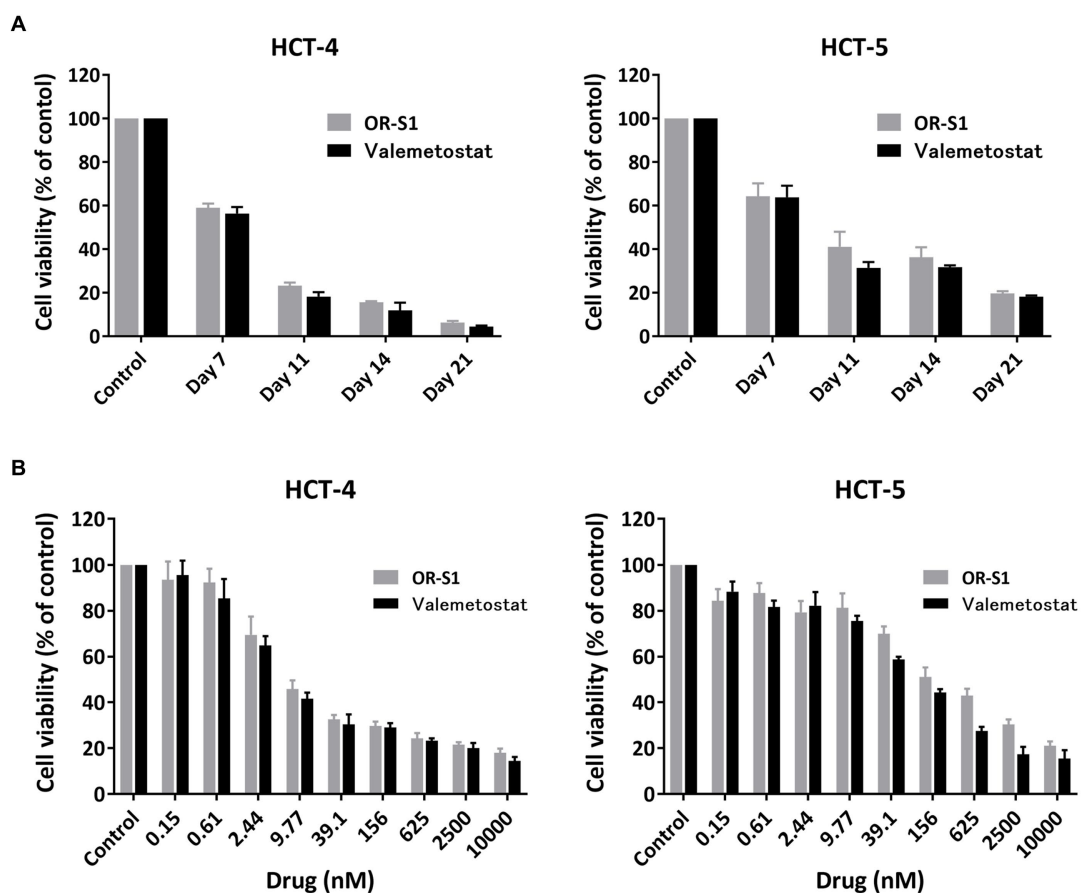 A
HCT-4
Cell viability (% of contol)
120
100
80
60
40
20
0
OR-S1
Valemetostat
Control
Day 7
Day 11
Day 14
Day 21
HCT-5
Cell viability (% of contol)
120
100
80
60
40
20
0
OR-S1
Valemetostat
Control
Day 7
Day 11
Day 14
Day 21
B
HCT-4
Cell viability (% of control)
120
100
80
60
40
20
0
OR-S1
Valemetostat
Control
0.15
0.61
2.44
9.77
39.1
156
625
2500
10000
Drug (nM)
HCT-5
Cell viability (% of control)
120
100
80
60
40
20
0
OR-S1
Valemetostat
Control
0.15
0.61
2.44
9.77
39.1
156
625
2500
10000
Drug (nM)